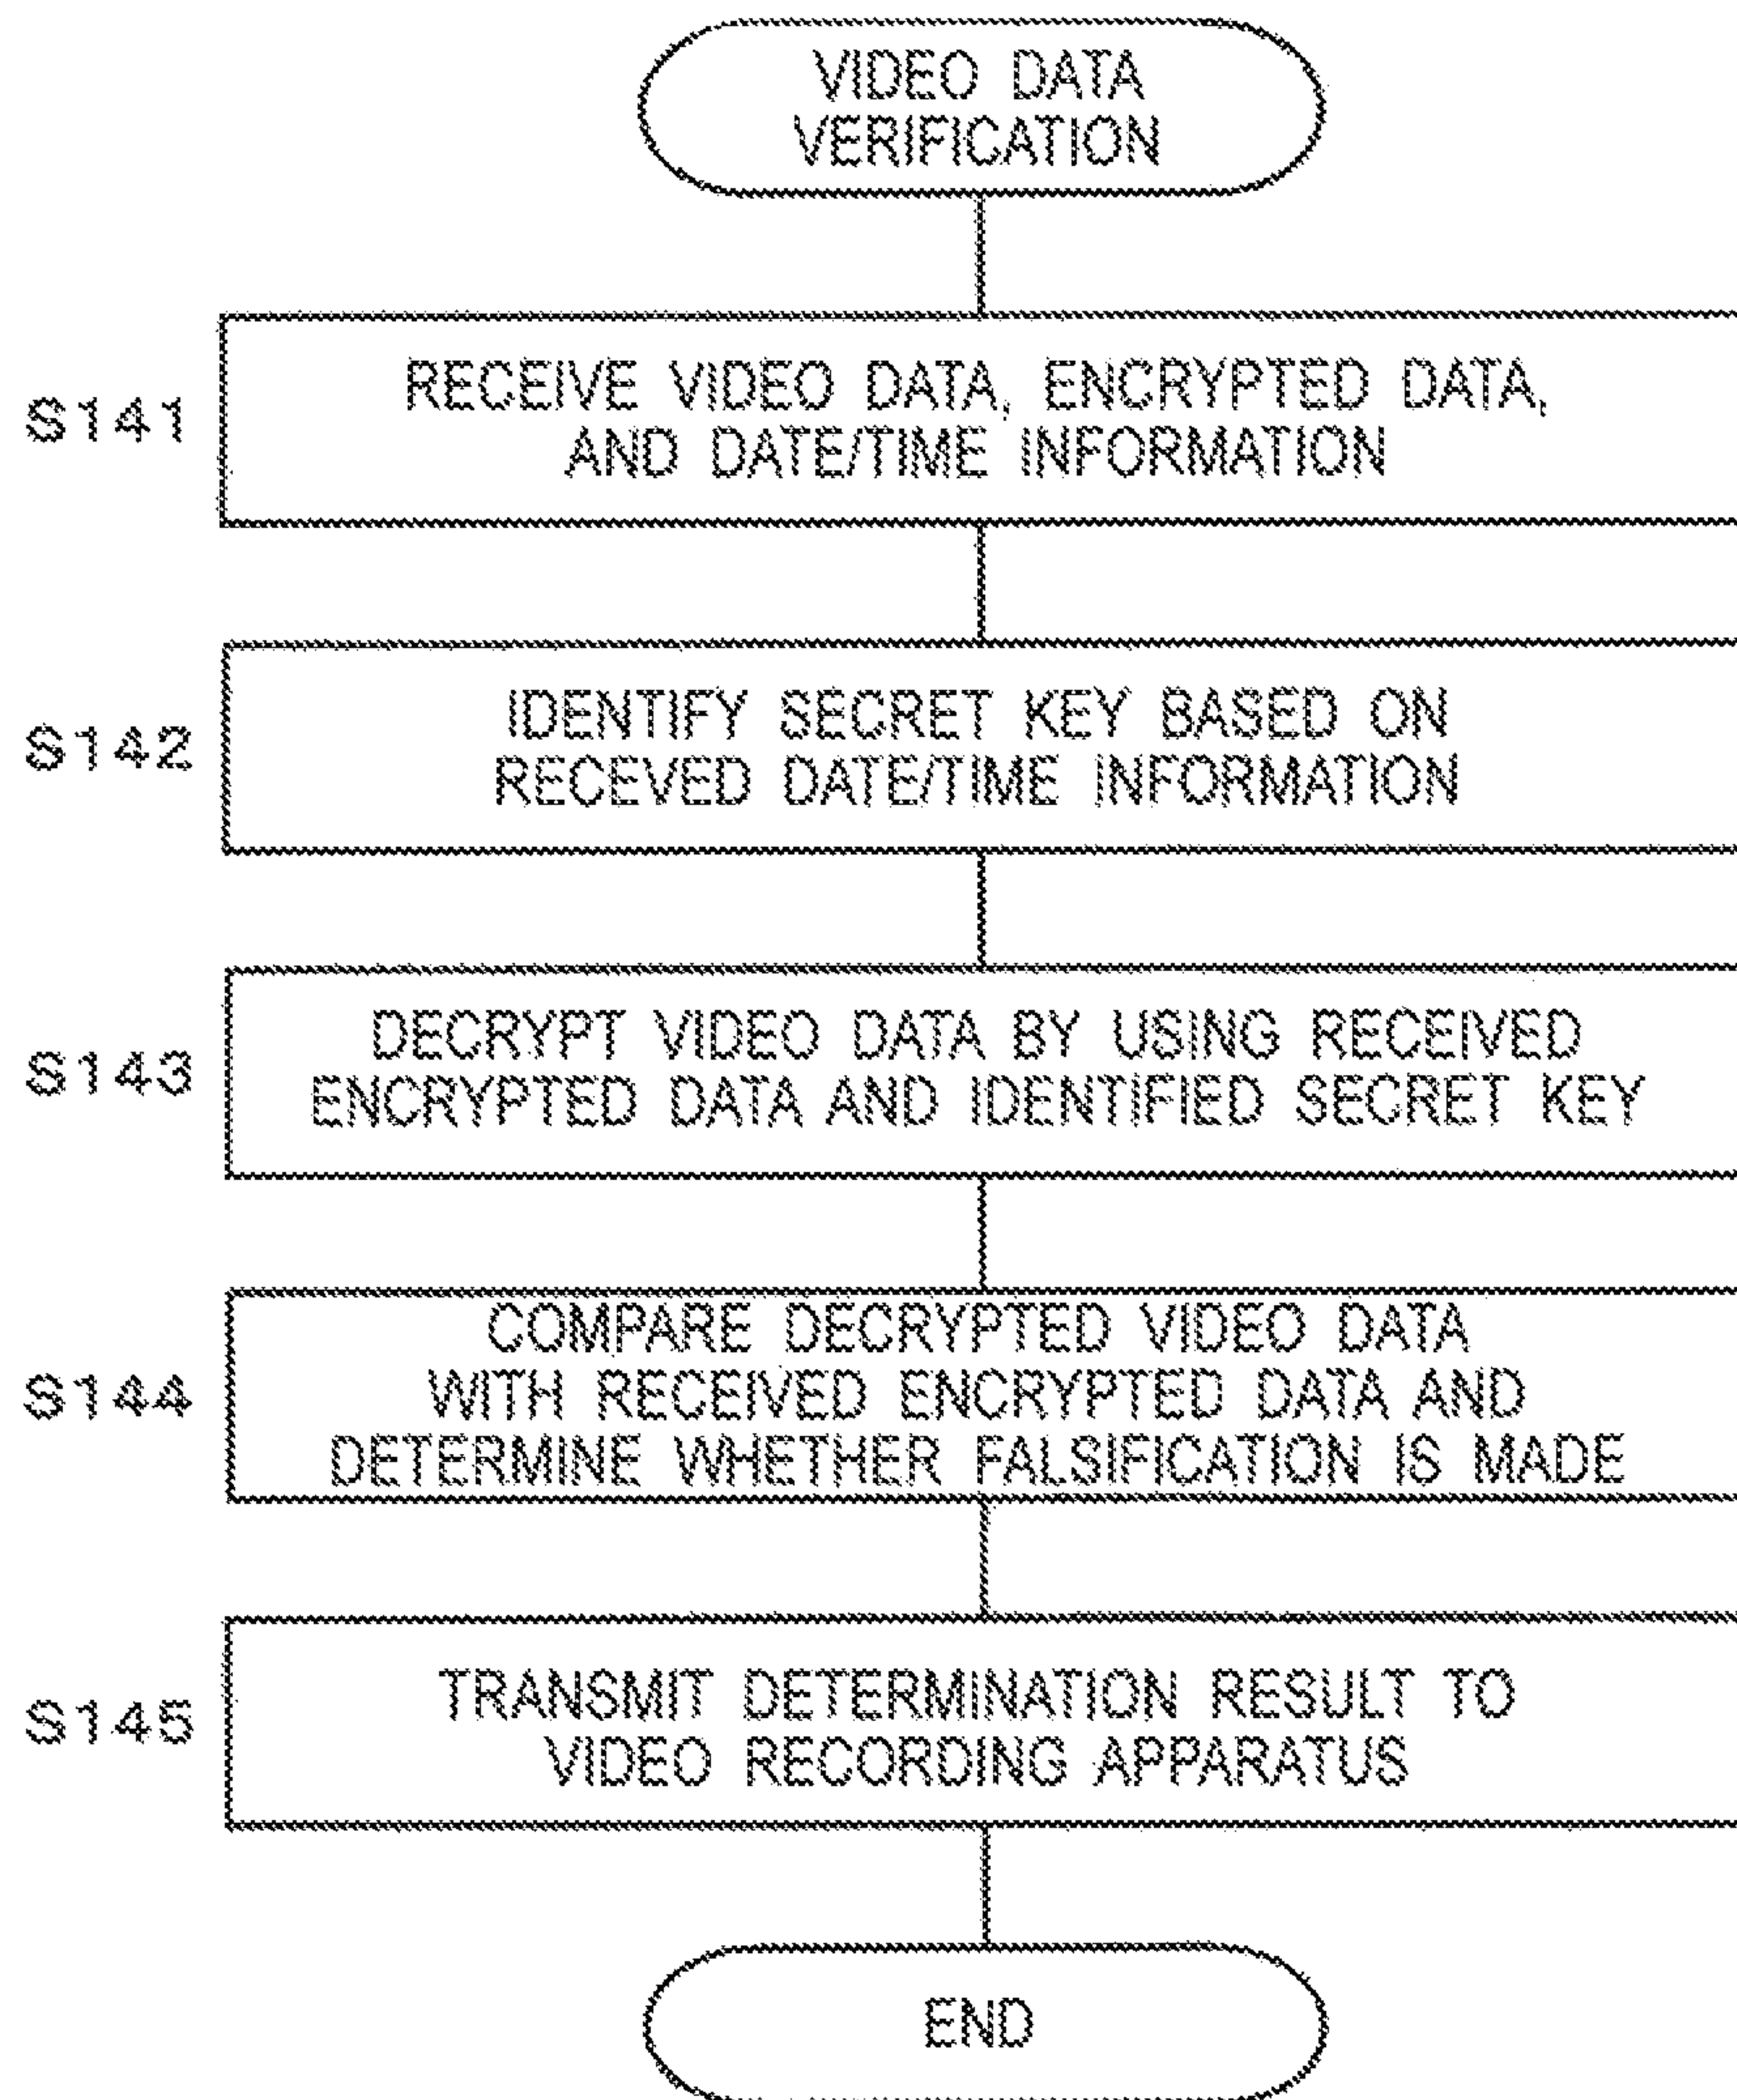 VIDEO DATA
VERIFICATION
S141
RECEIVE VIDEO DATA, ENCRYPTED DATA,
AND DATE/TIME INFORMATION
S142
IDENTIFY SECRET KEY BASED ON
RECEVED DATE/TIME INFORMATION
S143
DECRYPT VIDEO DATA BY USING RECEIVED
ENCRYPTED DATA AND IDENTIFIED SECRET KEY
S144
COMPARE DECRYPTED VIDEO DATA
WITH RECEIVED ENCRYPTED DATA AND
DETERMINE WHETHER FALSIFICATION IS MADE
S145
TRANSMIT DETERMINATION RESULT TO
VIDEO RECORDING APPARATUS
END